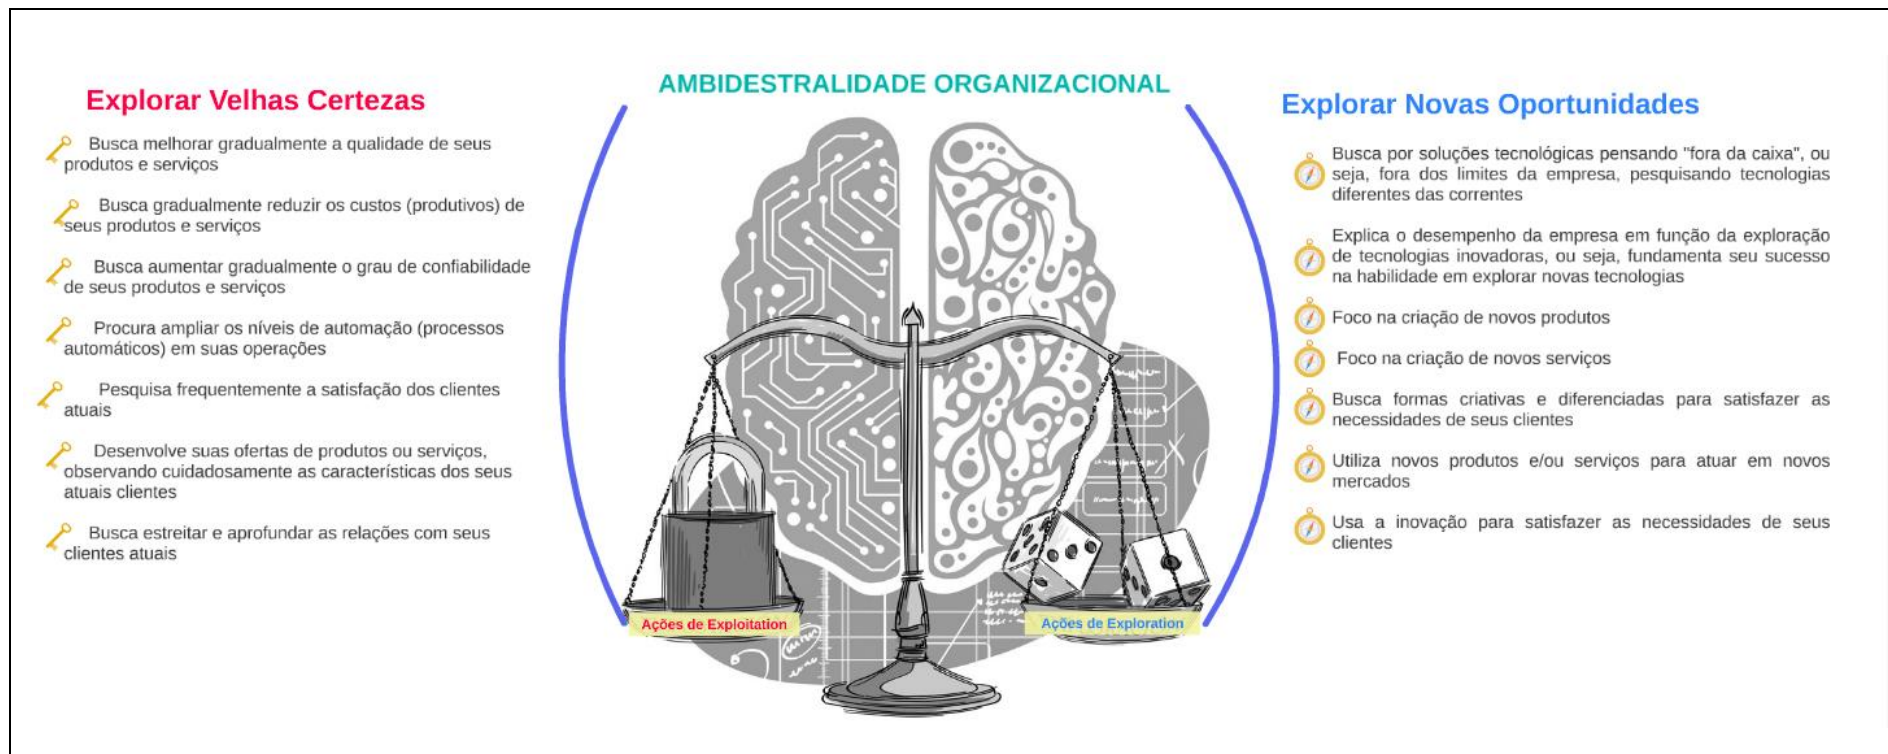 AMBIDESTRALIDADE ORGANIZACIONAL
Explorar Velhas Certezas
Busca melhorar gradualmente a qualidade de seus
produtos e serviços
Busca gradualmente reduzir os custos (produtivos) de
seus produtos e serviços
Busca aumentar gradualmente o grau de confiabilidade
de seus produtos e serviços
Procura ampliar os níveis de automação (processos
automáticos) em suas operações
Pesquisa frequentemente a satisfação dos clientes
atuais
Desenvolve suas ofertas de produtos ou serviços,
observando cuidadosamente as características dos seus
atuais clientes
Busca estreitar e aprofundar as relações com seus
clientes atuais
Ações de Exploitation
Ações de Exploration
Explorar Novas Oportunidades
Busca por soluções tecnológicas pensando "fora da caixa", ou
seja, fora dos limites da empresa, pesquisando tecnologias
diferentes das correntes
Explica o desempenho da empresa em função da exploração
de tecnologias inovadoras, ou seja, fundamenta seu sucesso
na habilidade em explorar novas tecnologias
Foco na criação de novos produtos
Foco na criação de novos serviços
Busca formas criativas e diferenciadas para satisfazer as
necessidades de seus clientes
Utiliza novos produtos e/ou serviços para atuar em novos
mercados
Usa a inovação para satisfazer as necessidades de seus
clientes